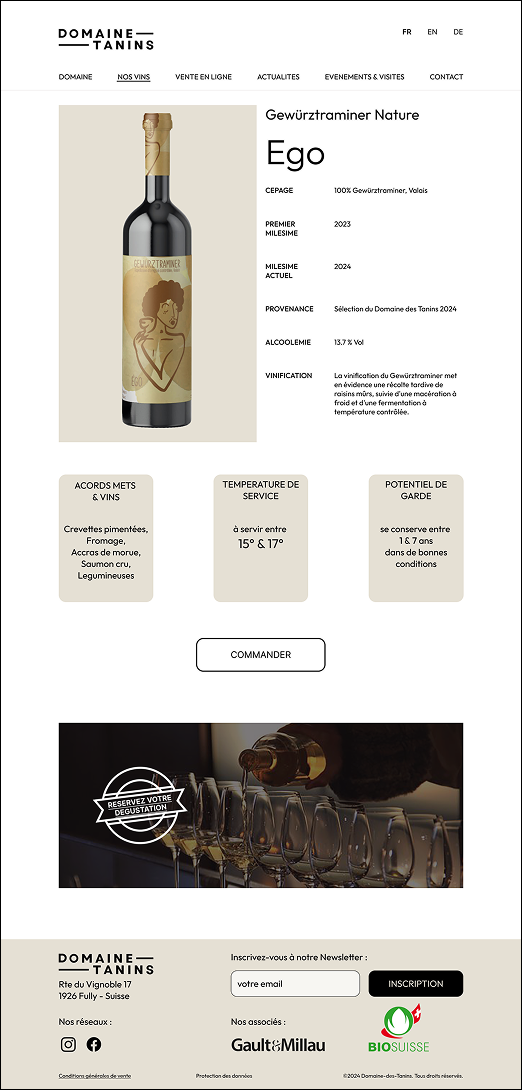 DOMAINE
TANINS
FR EN DE
DOMAINE NOS VINS VENTE EN LIGNE ACTUALITES EVENEMENTS & VISITES CONTACT
Gewürztraminer Nature
Ego
CEPAGE 100% Gewürztraminer, Valais
PREMIER MILESIME 2023
MILESIME ACTUEL 2024
PROVENANCE Sélection du Domaine des Tanins 2024
ALCOOLEMIE 13.7 % Vol
VINIFICATION La vinification du Gewürztraminer met
en évidence une récolte tardive de
raisins mûrs, suivie d'une macération à
froid et d'une fermentation à
température contrôlée.
GEWÜRZTRAMINER
EGO
ACORDS METS
& VINS
Crevettes pimentées,
Fromage,
Accras de morue,
Saumon cru,
Legumineuses
TEMPERATURE DE
SERVICE
à servir entre
15° & 17°
POTENTIEL DE
GARDE
se conserve entre
1 & 7 ans
dans de bonnes
conditions
COMMANDER
RESERVEZ VOTRE
DEGUSTATION
DOMAINE
TANINS
Rte du Vignoble 17
1926 Fully - Suisse
Inscrivez-vous à notre Newsletter :
votre email
INSCRIPTION
Nos réseaux :
Nos associés :
Gault&Millau
BIOSUISSE
Conditions générales de vente
Protection des données
©2024 Domaine-des-Tanins. Tous droits réservés.